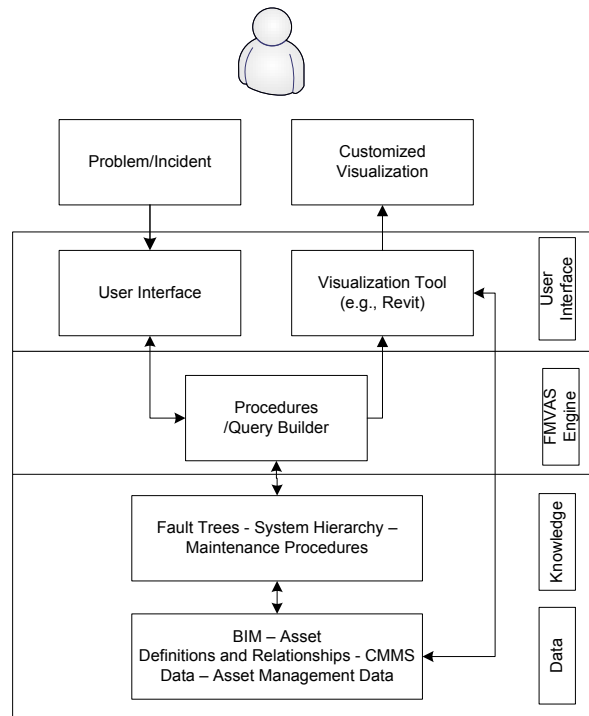 Problem/Incident
Customized
Visualization
User Interface
Visualization Tool
(e.g., Revit)
User
Interface
Procedures
/Query Builder
FMVAS
Engine
Fault Trees - System Hierarchy –
Maintenance Procedures
Knowledge
BIM – Asset
Definitions and Relationships - CMMS
Data – Asset Management Data
Data